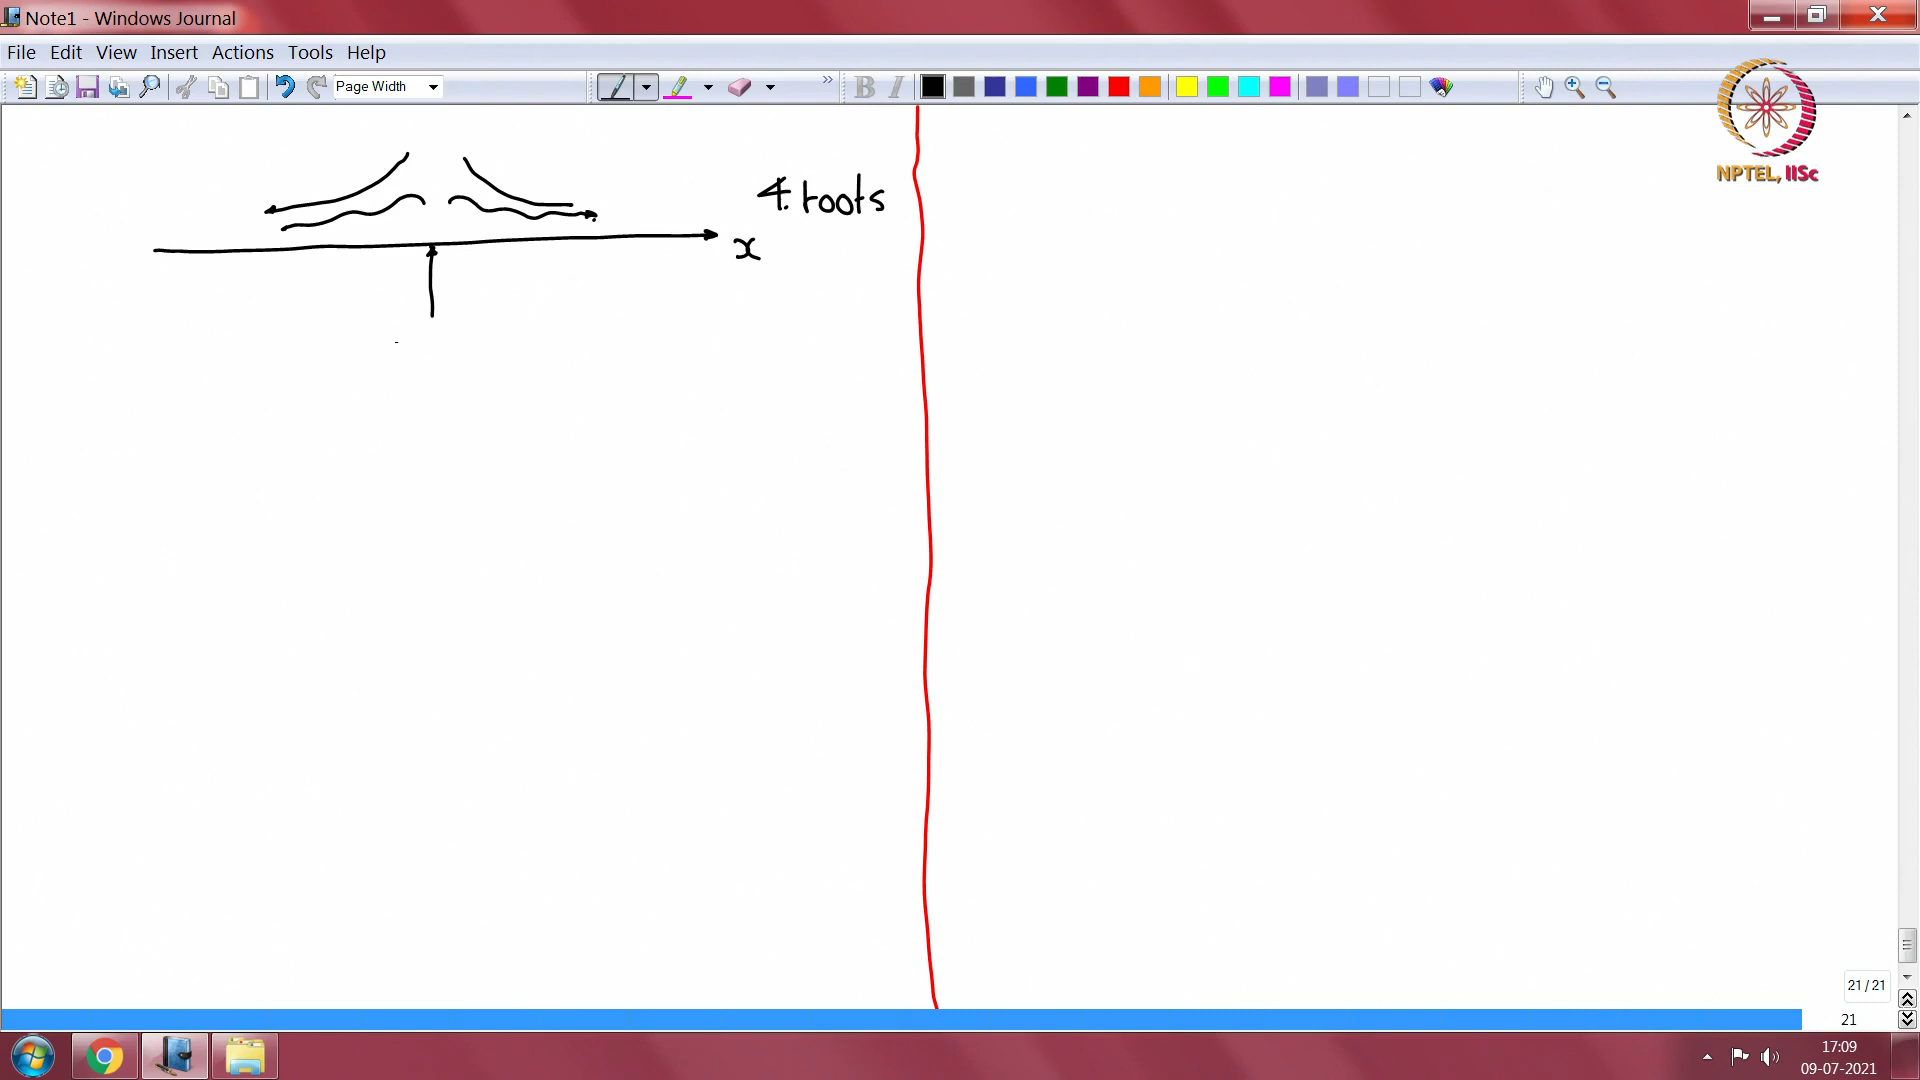 Note1 - Windows Journal
File Edit View Insert Actions Tools Help
Page Width
B I
NPTEL, IISc
4 roots
x
21 / 21
21
17:09
09-07-2021